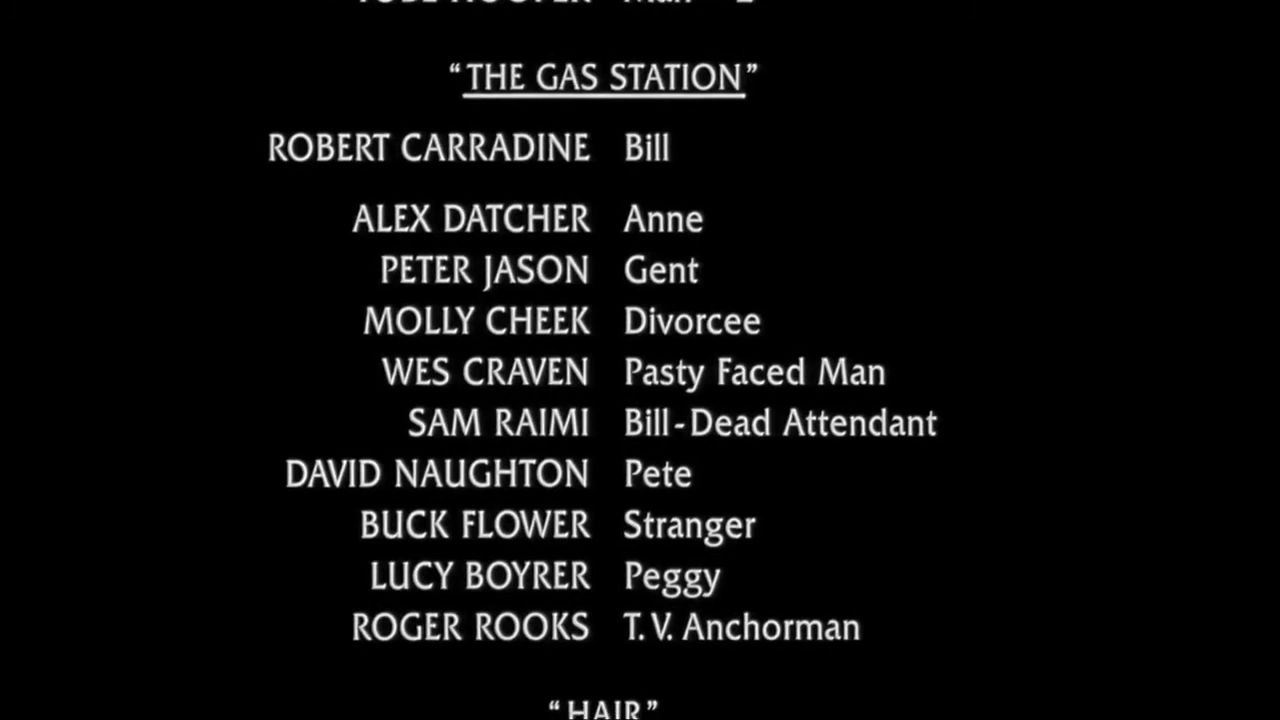 "THE GAS STATION"
ROBERT CARRADINE Bill
ALEX DATCHER Anne
PETER JASON Gent
MOLLY CHEEK Divorcee
WES CRAVEN Pasty Faced Man
SAM RAIMI Bill-Dead Attendant
DAVID NAUGHTON Pete
BUCK FLOWER Stranger
LUCY BOYRER Peggy
ROGER ROOKS T.V. Anchorman
"HAIR"